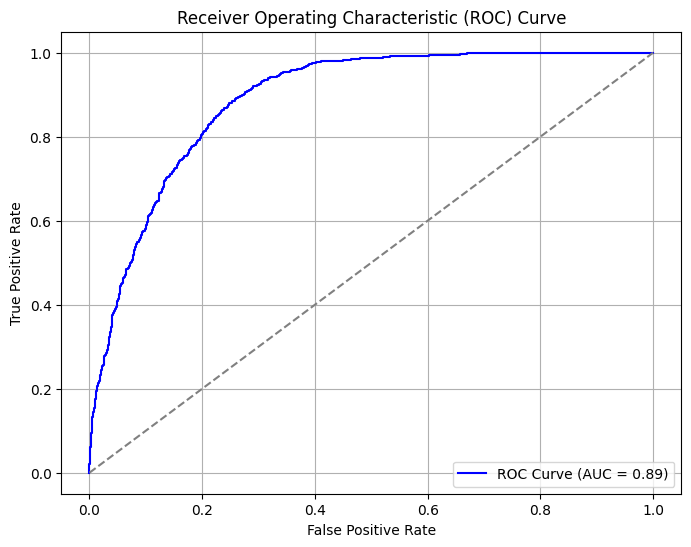 Receiver Operating Characteristic (ROC) Curve
True Positive Rate
1.0
0.8
0.6
0.4
0.2
0.0
ROC Curve (AUC = 0.89)
0.0 0.2 0.4 0.6 0.8 1.0
False Positive Rate